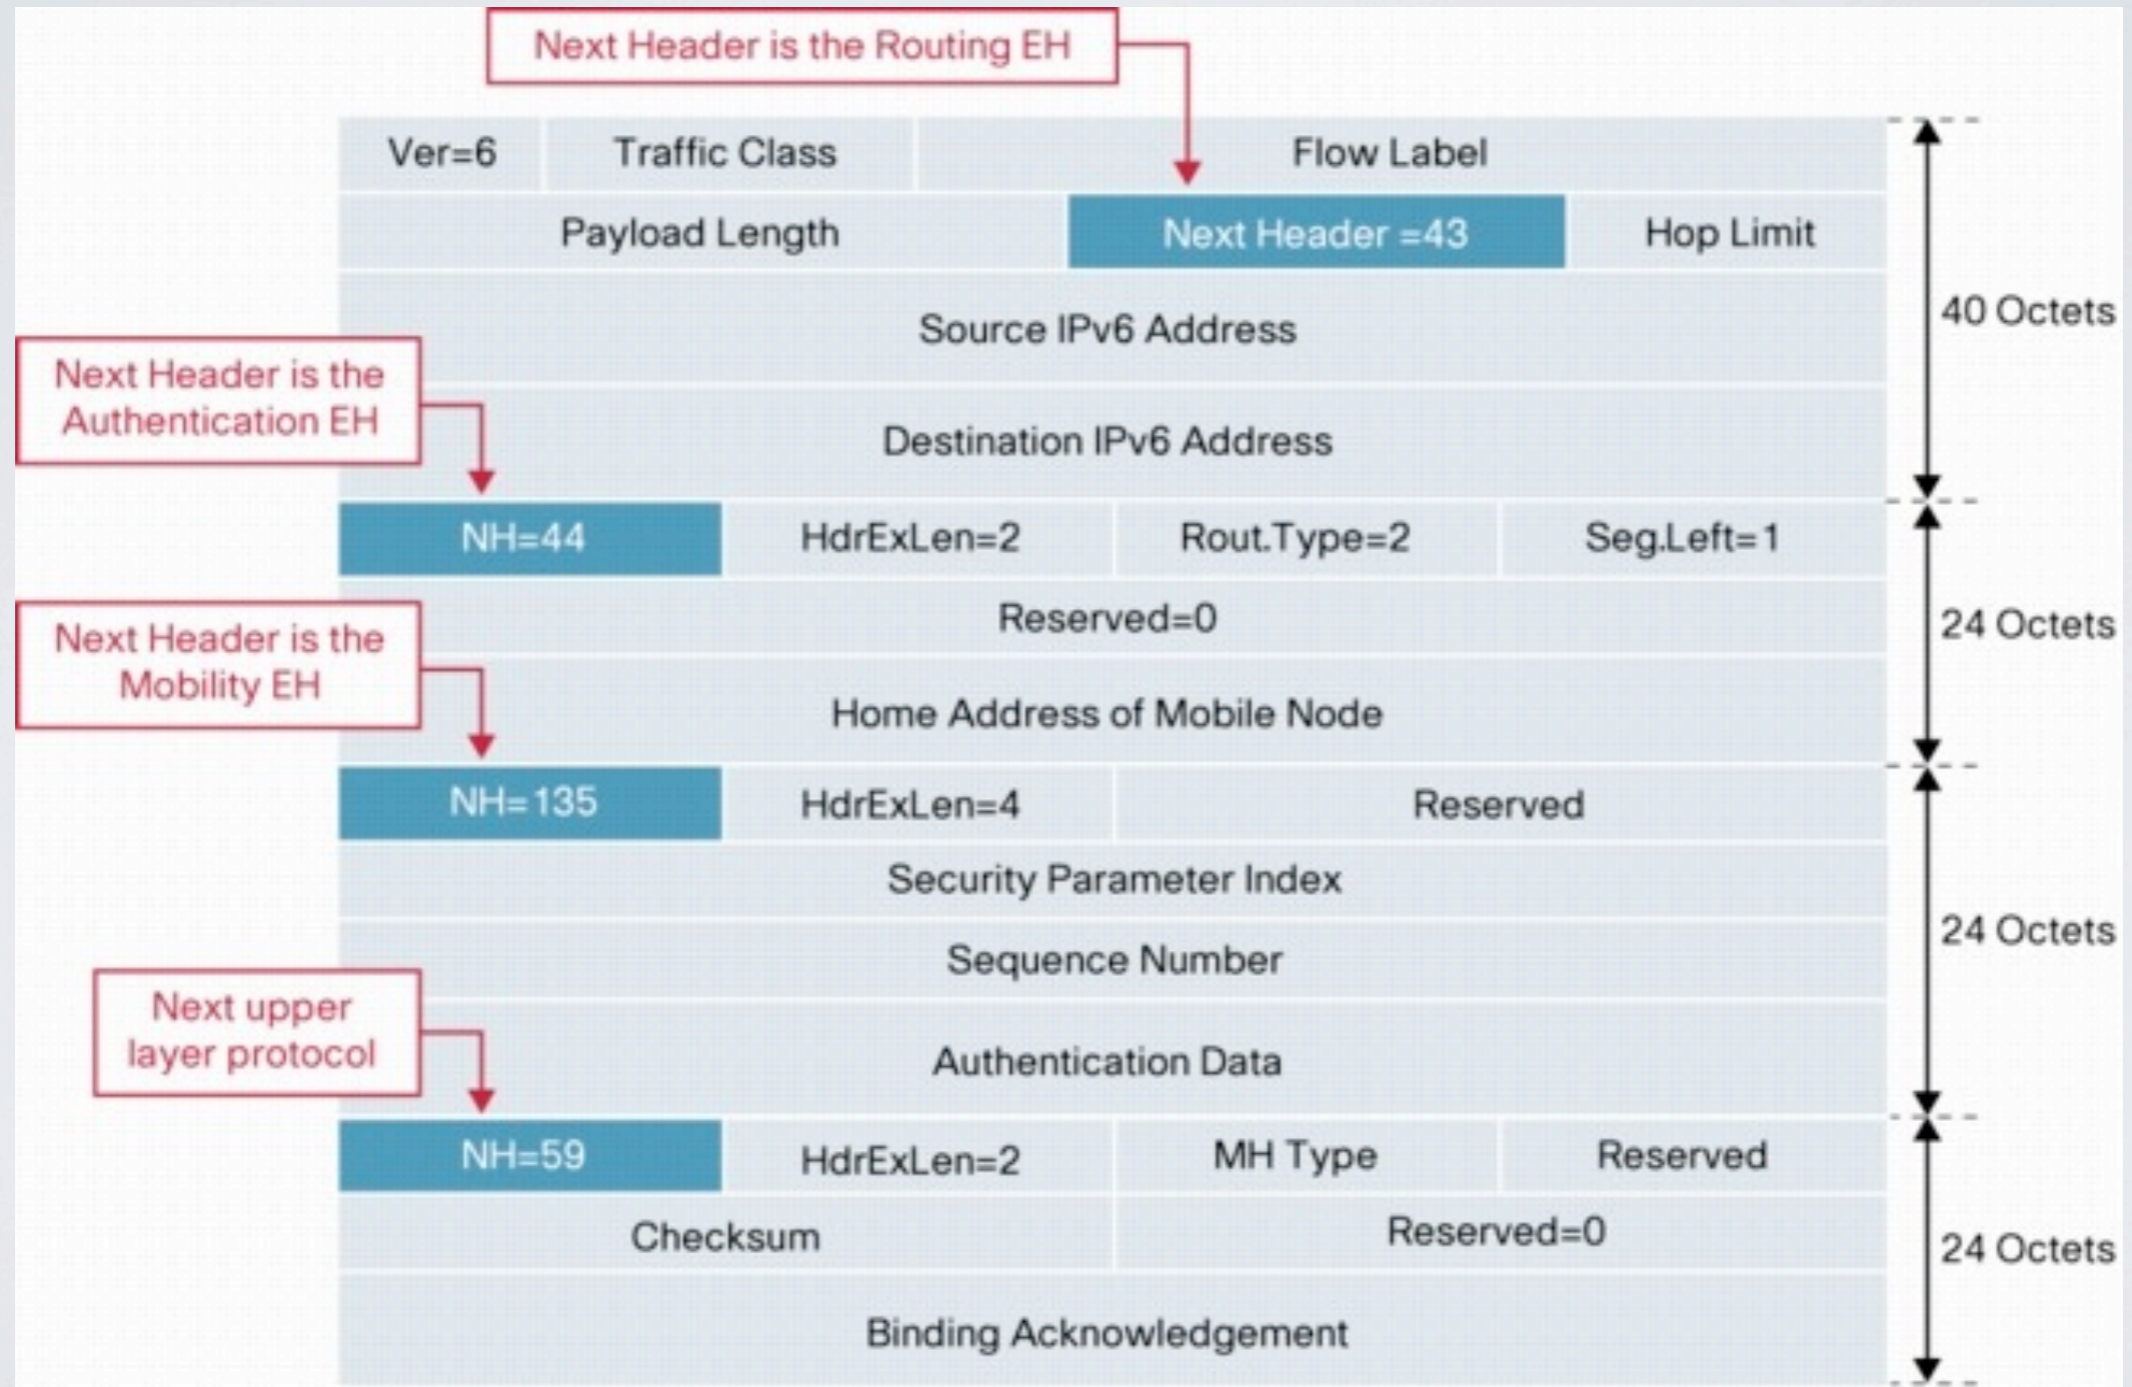 Next Header is the Routing EH
Ver=6 Traffic Class Flow Label
Payload Length Next Header =43 Hop Limit
Source IPv6 Address
40 Octets
Next Header is the
Authentication EH
Destination IPv6 Address
NH=44 HdrExLen=2 Rout.Type=2 Seg.Left=1
Reserved=0
24 Octets
Next Header is the
Mobility EH
Home Address of Mobile Node
NH=135 HdrExLen=4 Reserved
Security Parameter Index
24 Octets
Sequence Number
Next upper
layer protocol
Authentication Data
NH=59 HdrExLen=2 MH Type Reserved
Checksum Reserved=0
24 Octets
Binding Acknowledgement